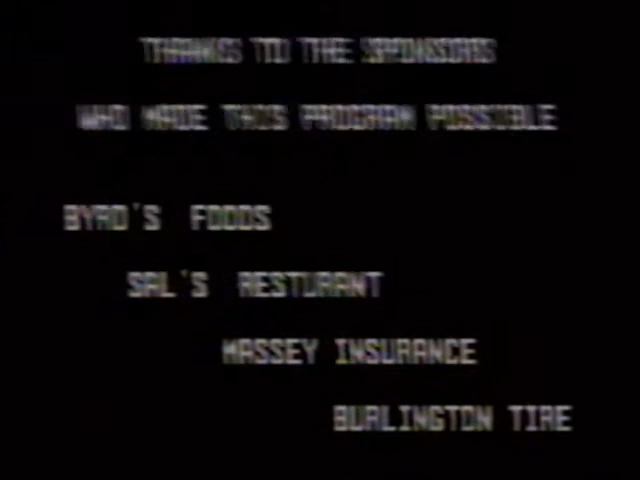 THANKS TO THE SPONSORS
WHO MADE THIS PROGRAM POSSIBLE
BYRD'S FOODS
SAL'S RESTURANT
MASSEY INSURANCE
BURLINGTON TIRE